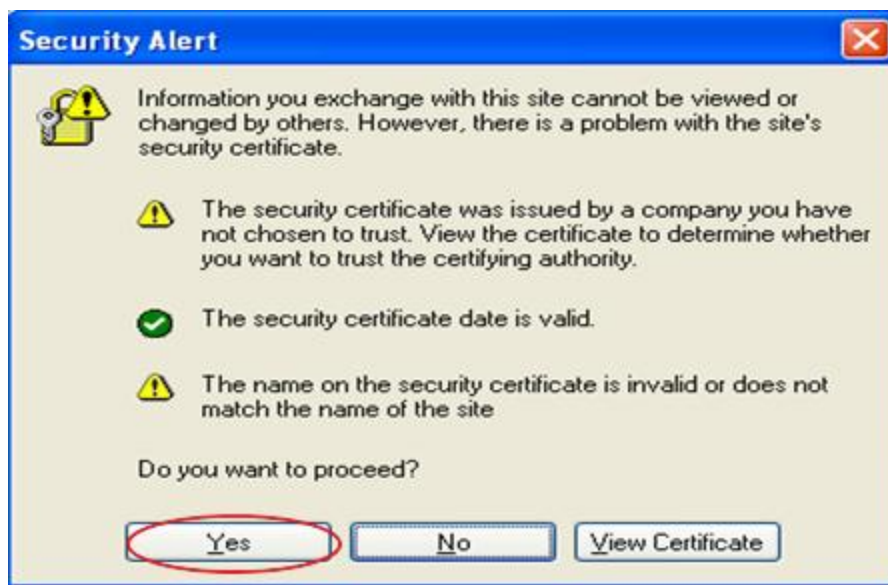 Security Alert
Information you exchange with this site cannot be viewed or
changed by others. However, there is a problem with the site's
security certificate.
The security certificate was issued by a company you have
not chosen to trust. View the certificate to determine whether
you want to trust the certifying authority.
The security certificate date is valid.
The name on the security certificate is invalid or does not
match the name of the site
Do you want to proceed?
Yes No View Certificate